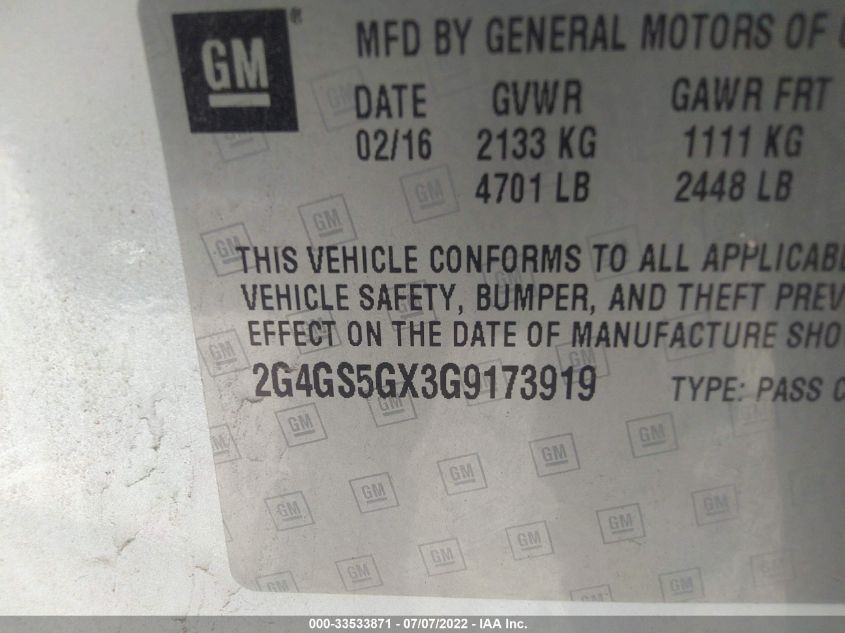 GM ®
MFD BY GENERAL MOTORS OF
DATE GVWR GAWR FRT
02/16 2133 KG 1111 KG
4701 LB 2448 LB
THIS VEHICLE CONFORMS TO ALL APPLICABL
VEHICLE SAFETY, BUMPER, AND THEFT PREV
EFFECT ON THE DATE OF MANUFACTURE SHO
2G4GS5GX3G9173919 TYPE: PASS C
000-33533871 - 07/07/2022 - IAA Inc.